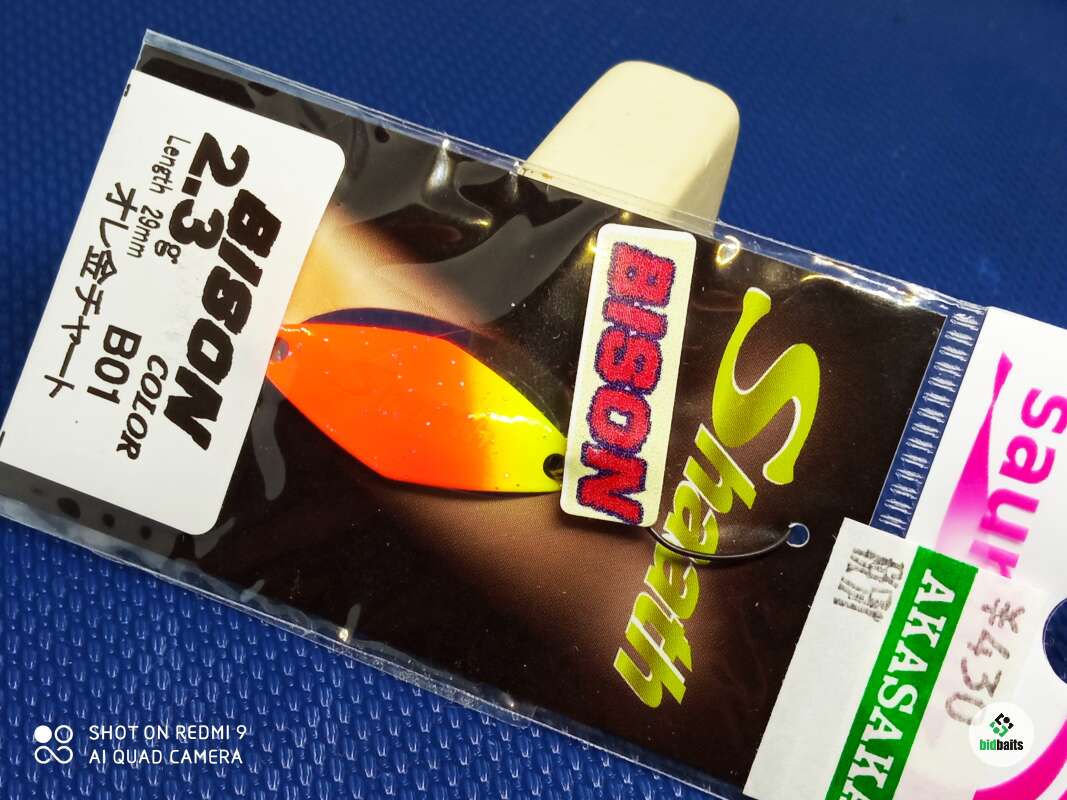 BISON
2.3g
Length 29mm
COLOR
B01
オレ金チャート
BISON
Shaath
saur
AKASAKA
¥430
SHOT ON REDMI 9
AI QUAD CAMERA
bidbaits